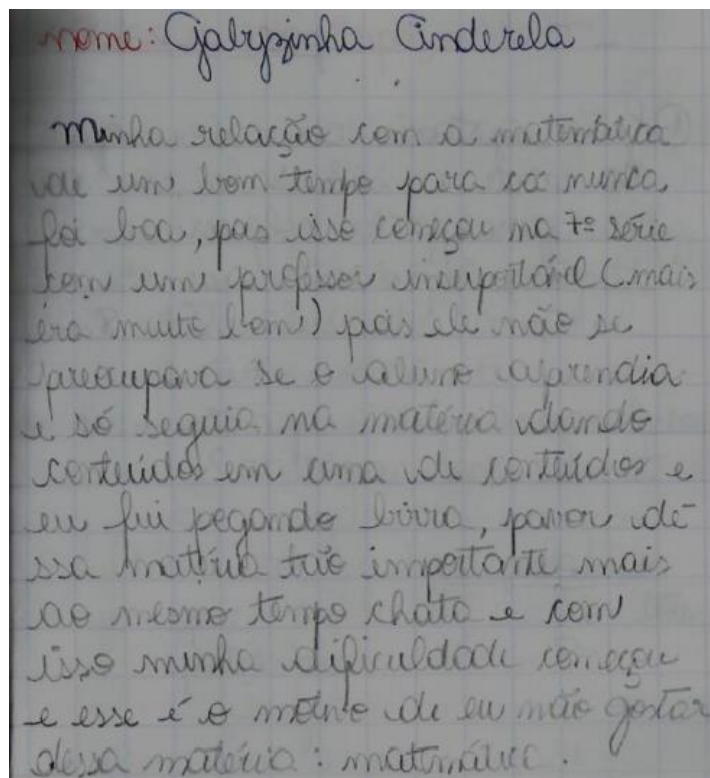 nome: Gabyzinha Cinderela
Minha relação com a matemática
de um bom tempo para cá nunca
foi boa, pois isso começou na 7º série
com um professor insuportável (mais
era muito bom) pois ele não se
preocupava se o aluno aprendia
e só seguia na matéria dando
conteúdos em cima de conteúdos e
eu fui pegando birra, pavor de
ssa matéria tão importante mais
ao mesmo tempo chata e com
isso minha dificuldade começou
e esse é o motivo de eu não gostar
dessa matéria: matemática.